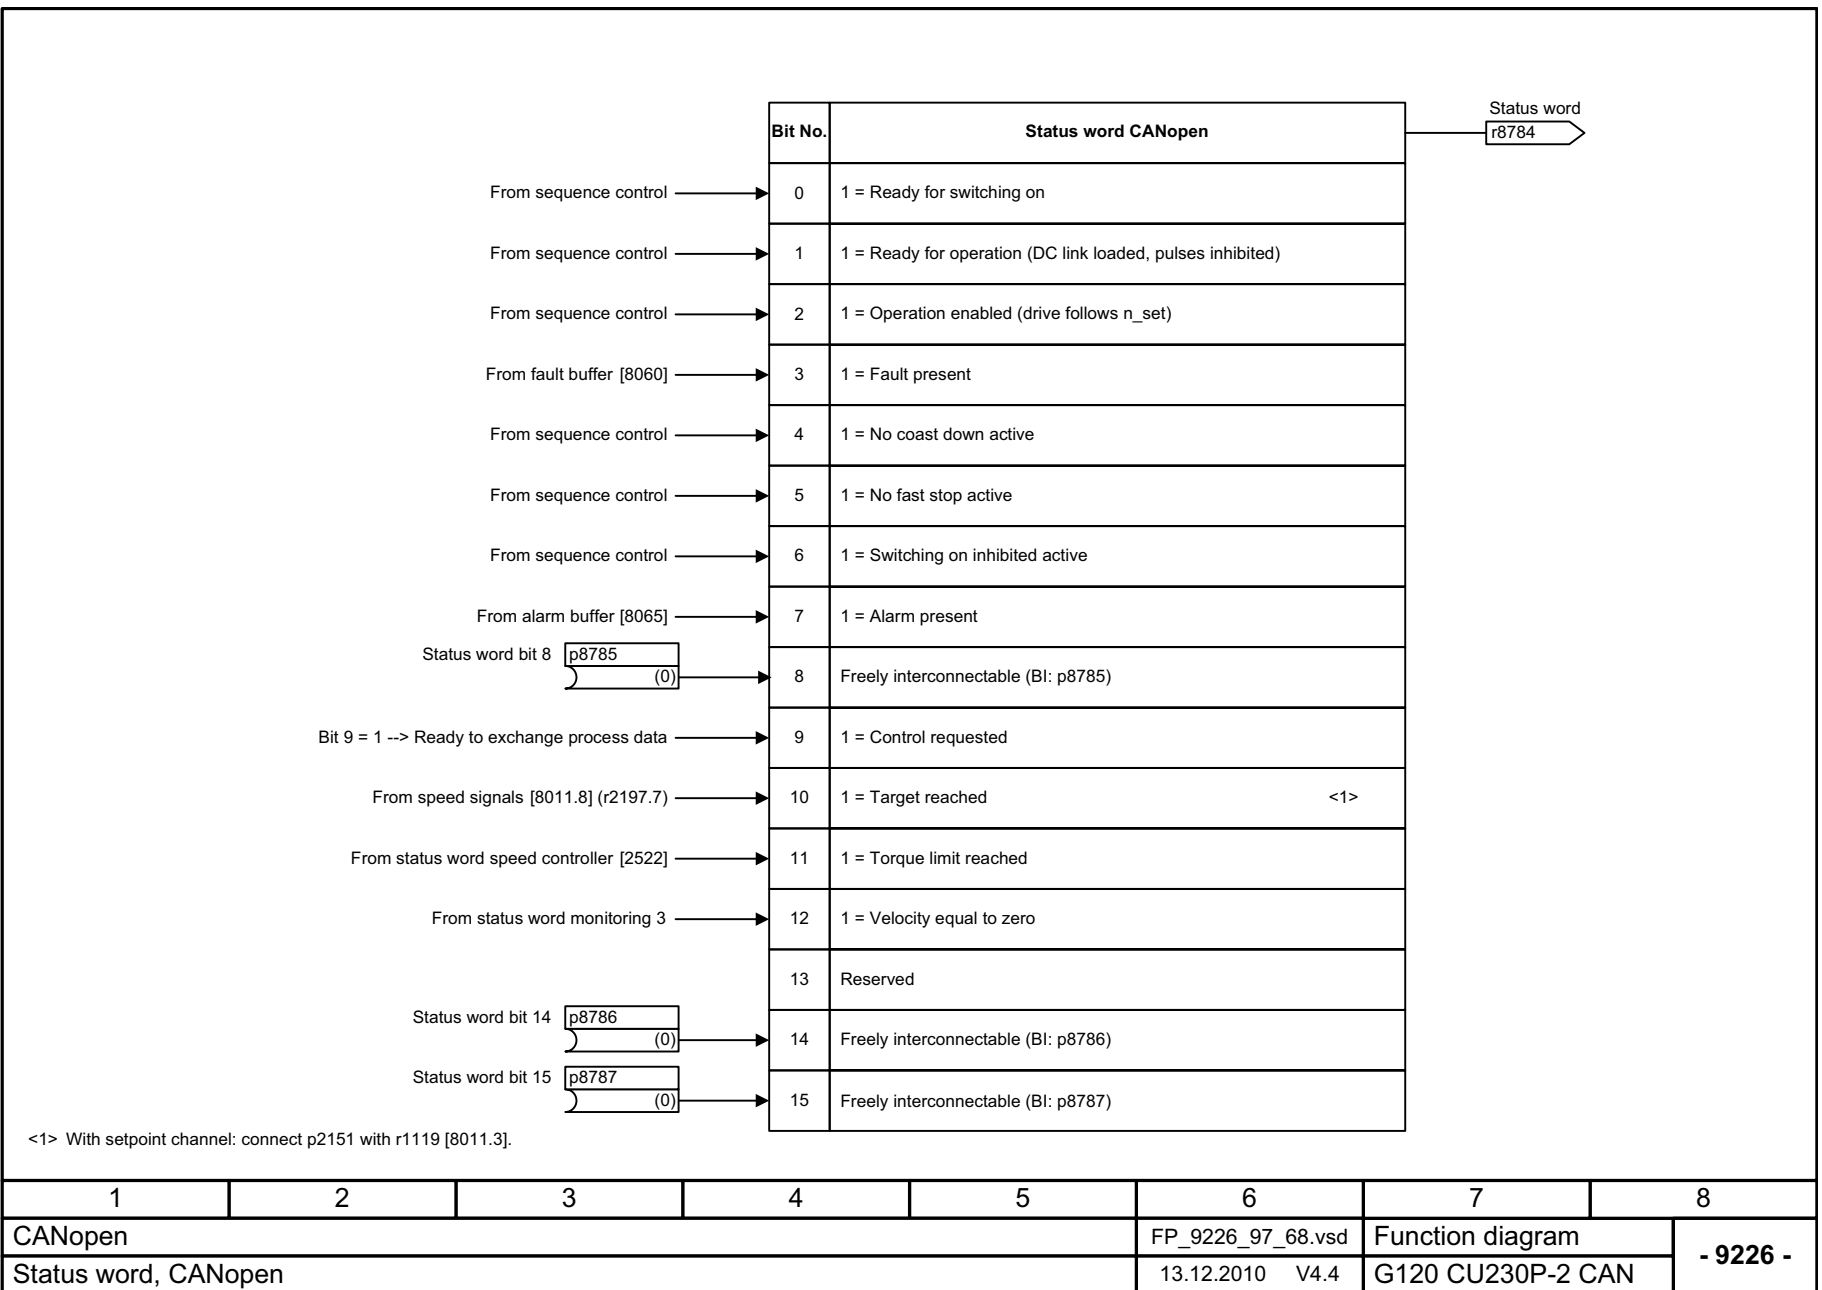 Status word
r8784
Bit No. Status word CANopen
From sequence control 0 1 = Ready for switching on
From sequence control 1 1 = Ready for operation (DC link loaded, pulses inhibited)
From sequence control 2 1 = Operation enabled (drive follows n_set)
From fault buffer [8060] 3 1 = Fault present
From sequence control 4 1 = No coast down active
From sequence control 5 1 = No fast stop active
From sequence control 6 1 = Switching on inhibited active
From alarm buffer [8065] 7 1 = Alarm present
Status word bit 8 p8785
(0) 8 Freely interconnectable (BI: p8785)
Bit 9 = 1 --> Ready to exchange process data 9 1 = Control requested
From speed signals [8011.8] (r2197.7) 10 1 = Target reached <1>
From status word speed controller [2522] 11 1 = Torque limit reached
From status word monitoring 3 12 1 = Velocity equal to zero
13 Reserved
Status word bit 14 p8786
(0) 14 Freely interconnectable (BI: p8786)
Status word bit 15 p8787
(0) 15 Freely interconnectable (BI: p8787)
<1> With setpoint channel: connect p2151 with r1119 [8011.3].
1 2 3 4 5 6 7 8
CANopen FP_9226_97_68.vsd Function diagram
- 9226 -
Status word, CANopen 13.12.2010 V4.4 G120 CU230P-2 CAN